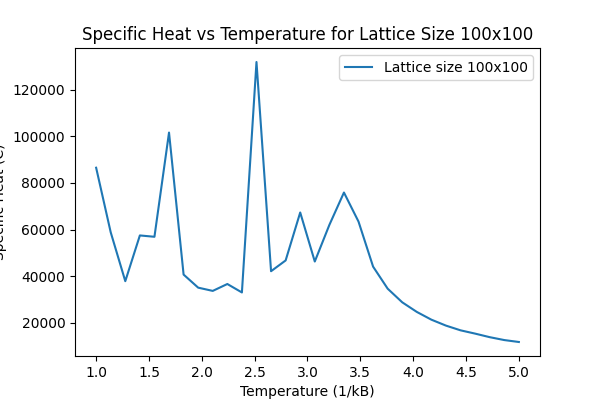 Specific Heat vs Temperature for Lattice Size 100x100
Lattice size 100x100
120000
100000
80000
60000
40000
20000
1.0 1.5 2.0 2.5 3.0 3.5 4.0 4.5 5.0
Temperature (1/kB)
Specific Heat (C)